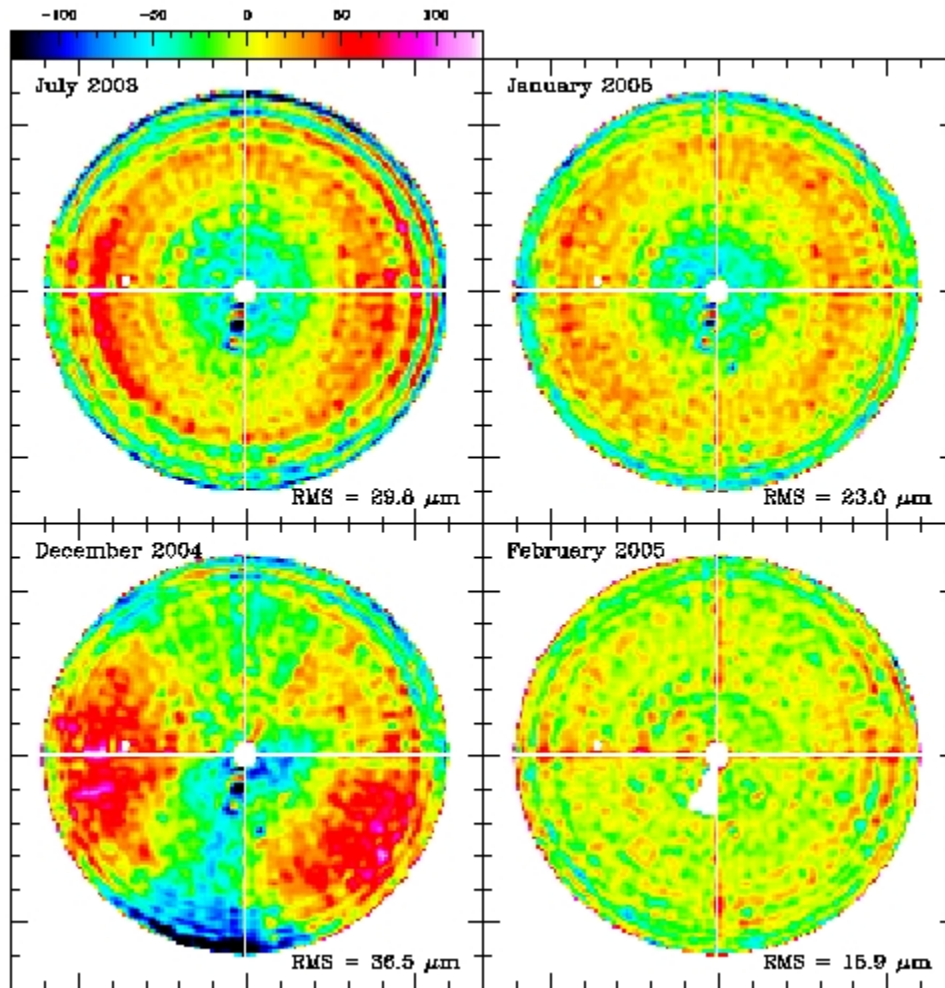 -100 -50 0 50 100
July 2003
January 2005
RMS = 29.8 μm
RMS = 23.0 μm
December 2004
February 2005
RMS = 36.5 μm
RMS = 15.9 μm